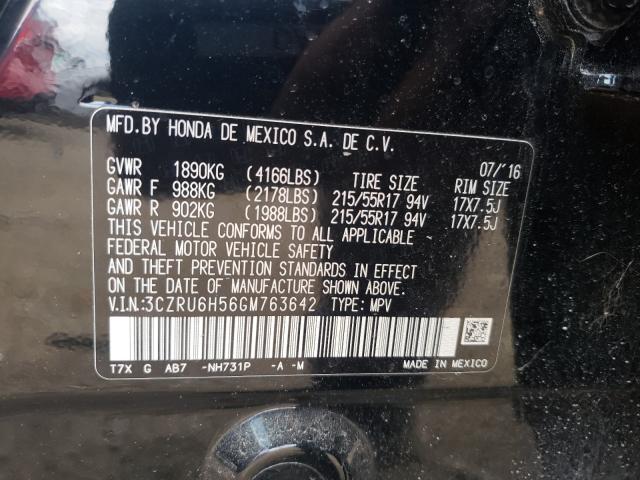 MFD.BY HONDA DE MEXICO S.A. DE C.V.
07/'16
GVWR 1890KG (4166LBS) TIRE SIZE RIM SIZE
GAWR F 988KG (2178LBS) 215/55R17 94V 17X7.5J
GAWR R 902KG (1988LBS) 215/55R17 94V 17X7.5J
THIS VEHICLE CONFORMS TO ALL APPLICABLE
FEDERAL MOTOR VEHICLE SAFETY
AND THEFT PREVENTION STANDARDS IN EFFECT
ON THE DATE OF MANUFACTURE SHOWN ABOVE.
V.I.N.:3CZRU6H56GM763642 TYPE: MPV
T7X G AB7 -NH731P -A -M MADE IN MEXICO